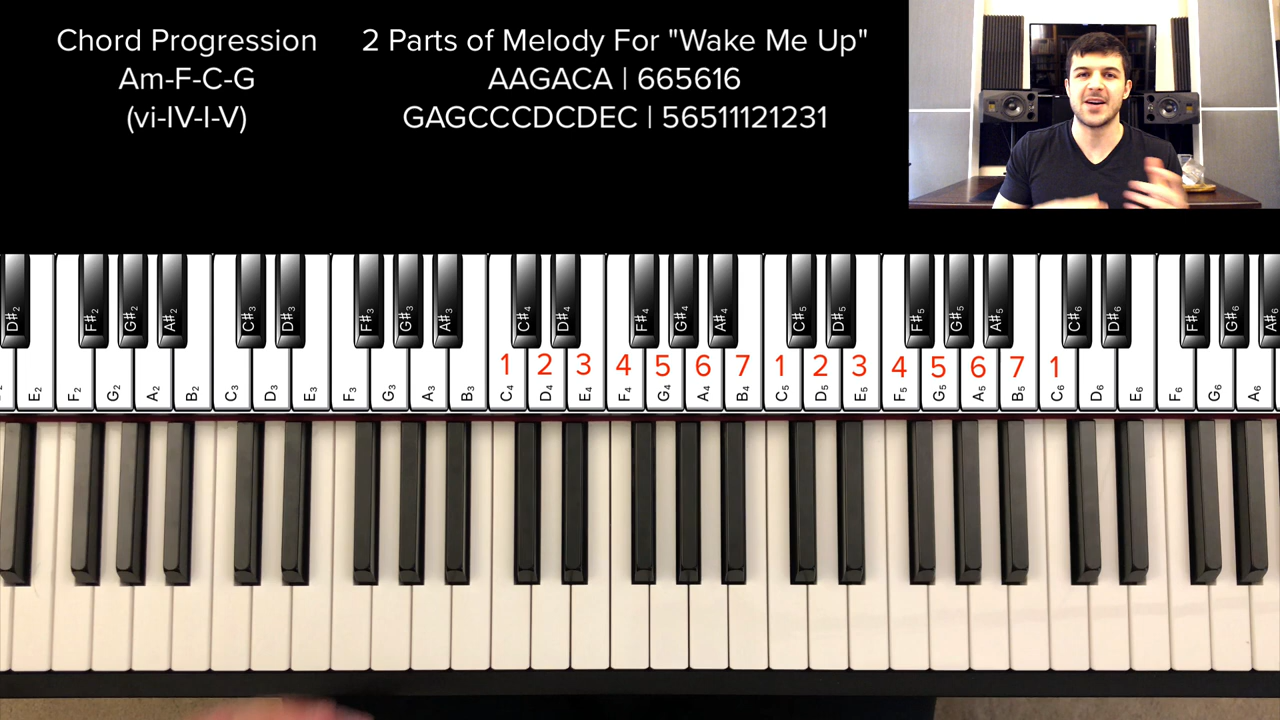 Chord Progression
Am-F-C-G
(vi-IV-I-V)
2 Parts of Melody For "Wake Me Up"
AAGACA | 665616
GAGCCCDCDEC | 56511121231
D#2 F#2 G#2 A#2 C#3 D#3 F#3 G#3 A#3 C#4 D#4 F#4 G#4 A#4 C#5 D#5 F#5 G#5 A#5 C#6 D#6 F#6 G#6 A#6
1 2 3 4 5 6 7 1 2 3 4 5 6 7 1
E2 F2 G2 A2 B2 C3 D3 E3 F3 G3 A3 B3 C4 D4 E4 F4 G4 A4 B4 C5 D5 E5 F5 G5 A5 B5 C6 D6 E6 F6 G6 A6